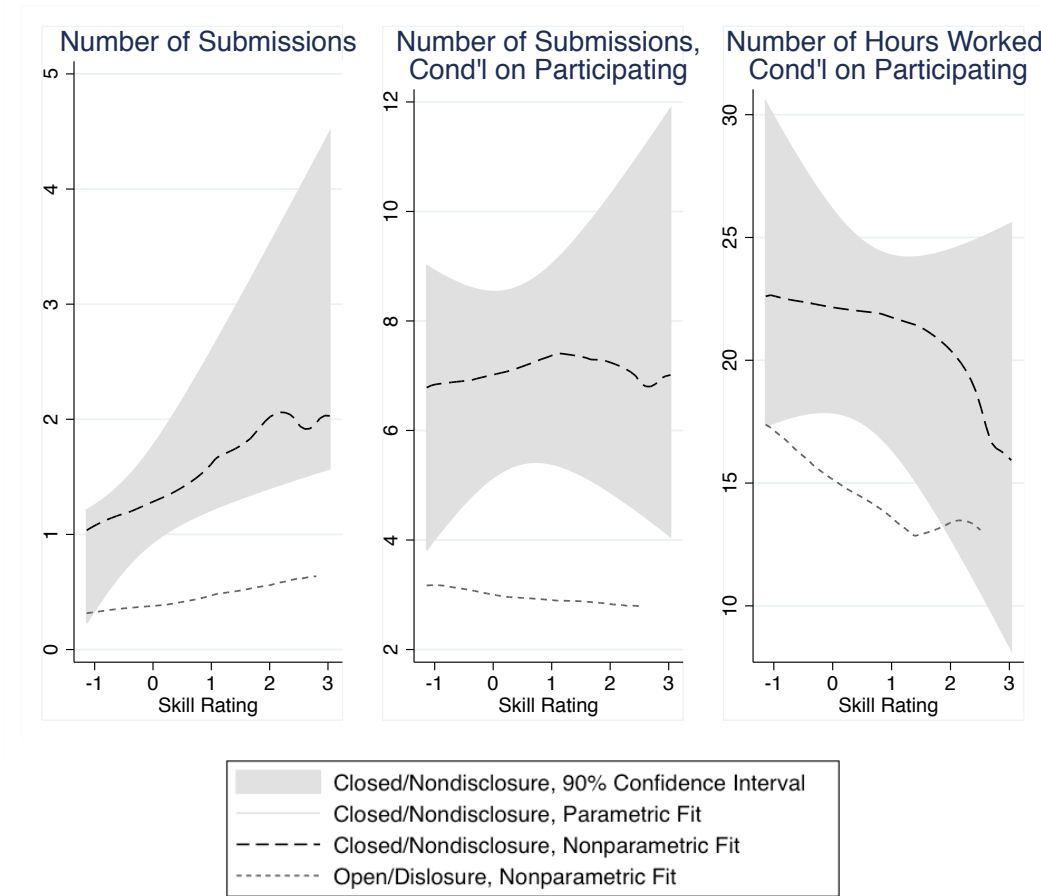 Number of Submissions
5
4
3
2
1
0
-1 0 1 2 3
Skill Rating
Number of Submissions,
Cond'l on Participating
12
10
8
6
4
2
-1 0 1 2 3
Skill Rating
Number of Hours Worked
Cond'l on Participating
30
25
20
15
10
-1 0 1 2 3
Skill Rating
Closed/Nondisclosure, 90% Confidence Interval
Closed/Nondisclosure, Parametric Fit
Closed/Nondisclosure, Nonparametric Fit
Open/Dislosure, Nonparametric Fit